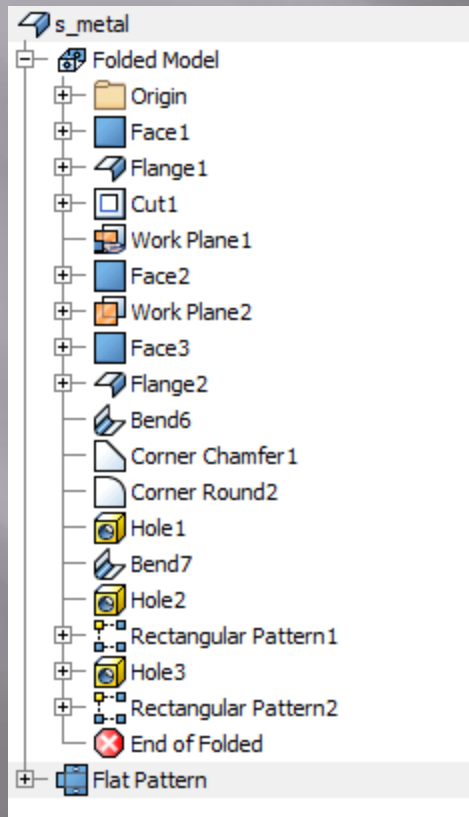 s_metal
Folded Model
Origin
Face1
Flange1
Cut1
Work Plane1
Face2
Work Plane2
Face3
Flange2
Bend6
Corner Chamfer1
Corner Round2
Hole1
Bend7
Hole2
Rectangular Pattern1
Hole3
Rectangular Pattern2
End of Folded
Flat Pattern